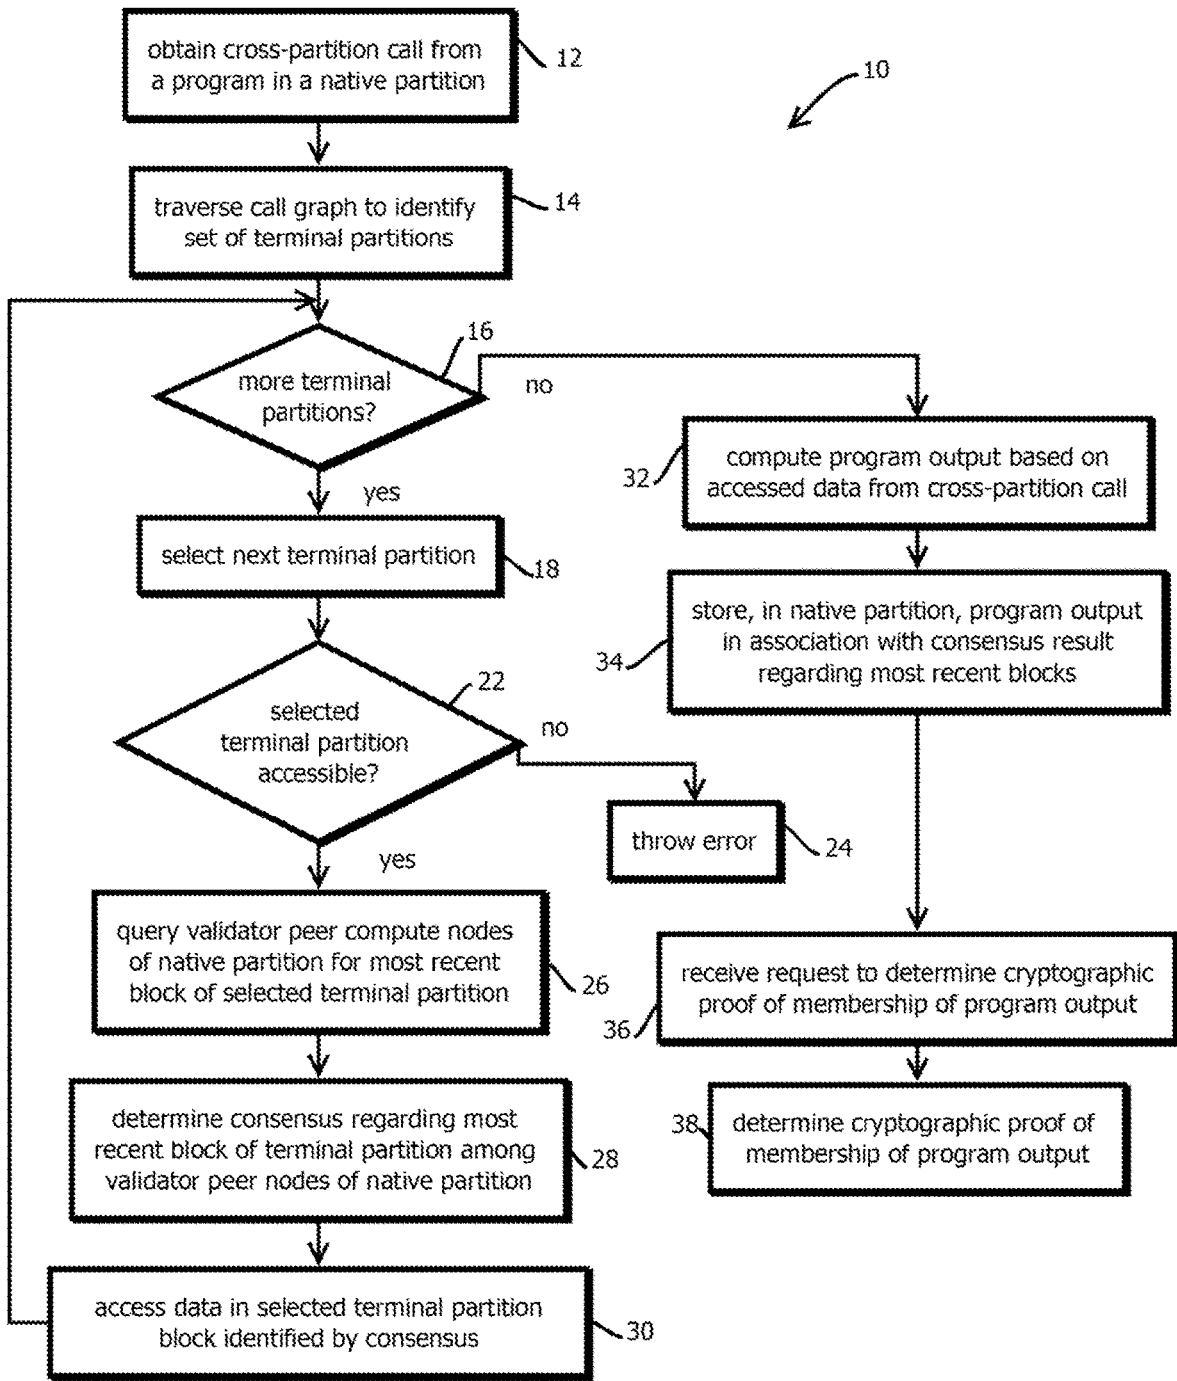 obtain cross-partition call from
a program in a native partition
12
10
traverse call graph to identify
set of terminal partitions
14
more terminal
partitions?
16
no
yes
select next terminal partition
18
selected
terminal partition
accessible?
22
no
throw error
24
yes
query validator peer compute nodes
of native partition for most recent
block of selected terminal partition
26
determine consensus regarding most
recent block of terminal partition among
validator peer nodes of native partition
28
access data in selected terminal partition
block identified by consensus
30
compute program output based on
accessed data from cross-partition call
32
store, in native partition, program output
in association with consensus result
regarding most recent blocks
34
receive request to determine cryptographic
proof of membership of program output
36
determine cryptographic proof of
membership of program output
38